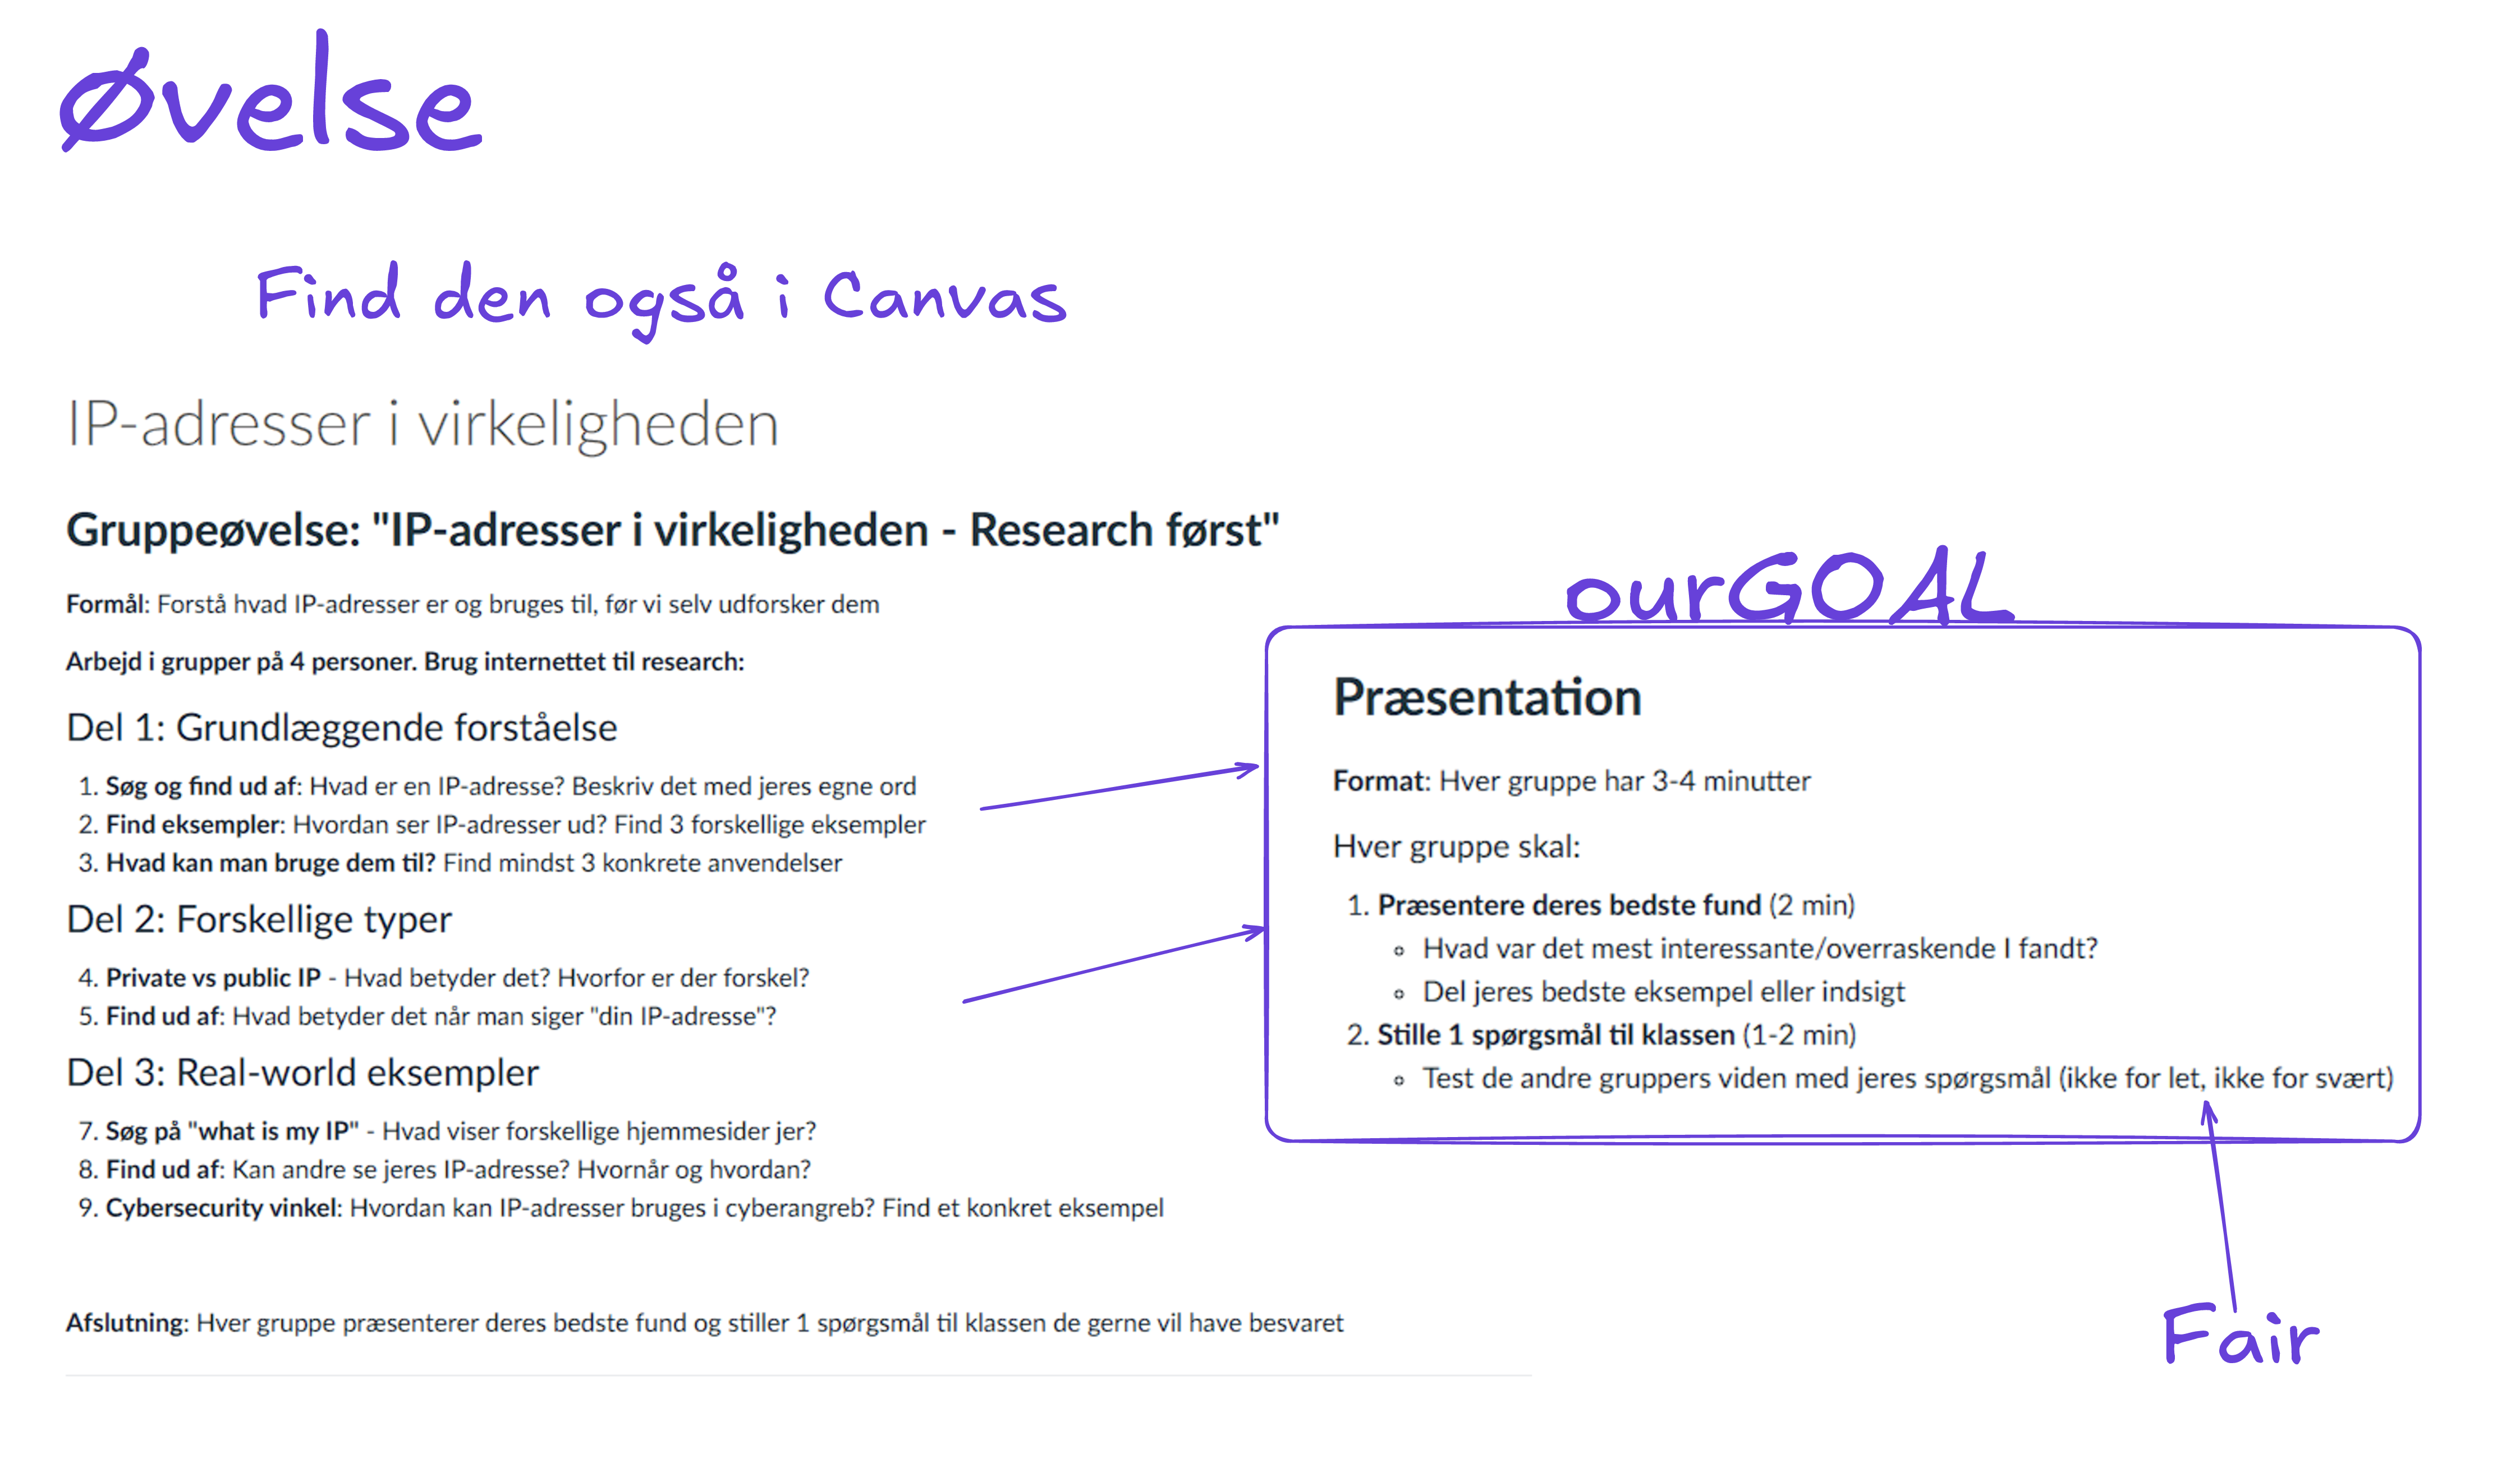 Øvelse
Find den også i Canvas
IP-adresser i virkeligheden
Gruppeøvelse: "IP-adresser i virkeligheden - Research først"
Formål: Forstå hvad IP-adresser er og bruges til, før vi selv udforsker dem
Arbejd i grupper på 4 personer. Brug internettet til research:
Del 1: Grundlæggende forståelse
1. Søg og find ud af: Hvad er en IP-adresse? Beskriv det med jeres egne ord
2. Find eksempler: Hvordan ser IP-adresser ud? Find 3 forskellige eksempler
3. Hvad kan man bruge dem til? Find mindst 3 konkrete anvendelser
Del 2: Forskellige typer
4. Private vs public IP - Hvad betyder det? Hvorfor er der forskel?
5. Find ud af: Hvad betyder det når man siger "din IP-adresse"?
Del 3: Real-world eksempler
7. Søg på "what is my IP" - Hvad viser forskellige hjemmesider jer?
8. Find ud af: Kan andre se jeres IP-adresse? Hvornår og hvordan?
9. Cybersecurity vinkel: Hvordan kan IP-adresser bruges i cyberangreb? Find et konkret eksempel
Afslutning: Hver gruppe præsenterer deres bedste fund og stiller 1 spørgsmål til klassen de gerne vil have besvaret
ourGOAL
Præsentation
Format: Hver gruppe har 3-4 minutter
Hver gruppe skal:
1. Præsentere deres bedste fund (2 min)
Hvad var det mest interessante/overraskende I fandt?
Del jeres bedste eksempel eller indsigt
2. Stille 1 spørgsmål til klassen (1-2 min)
Test de andre gruppers viden med jeres spørgsmål (ikke for let, ikke for svært)
Fair